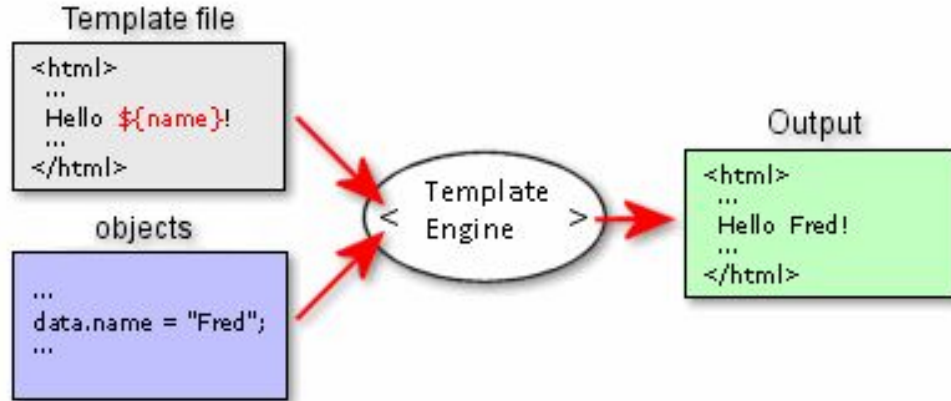 Template file
<html>
...
Hello ${name}!
...
</html>
objects
...
data.name = "Fred";
...
< Template >
Engine
Output
<html>
...
Hello Fred!
...
</html>